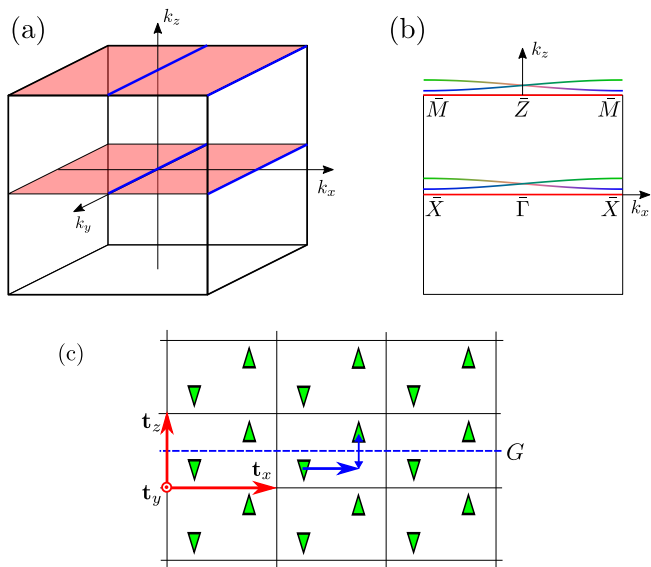 (a)
k_z
k_x
k_y
(b)
k_z
M̄ Z̄ M̄
X̄ Γ̄ X̄ k_x
(c)
t_z
G
t_x
t_y